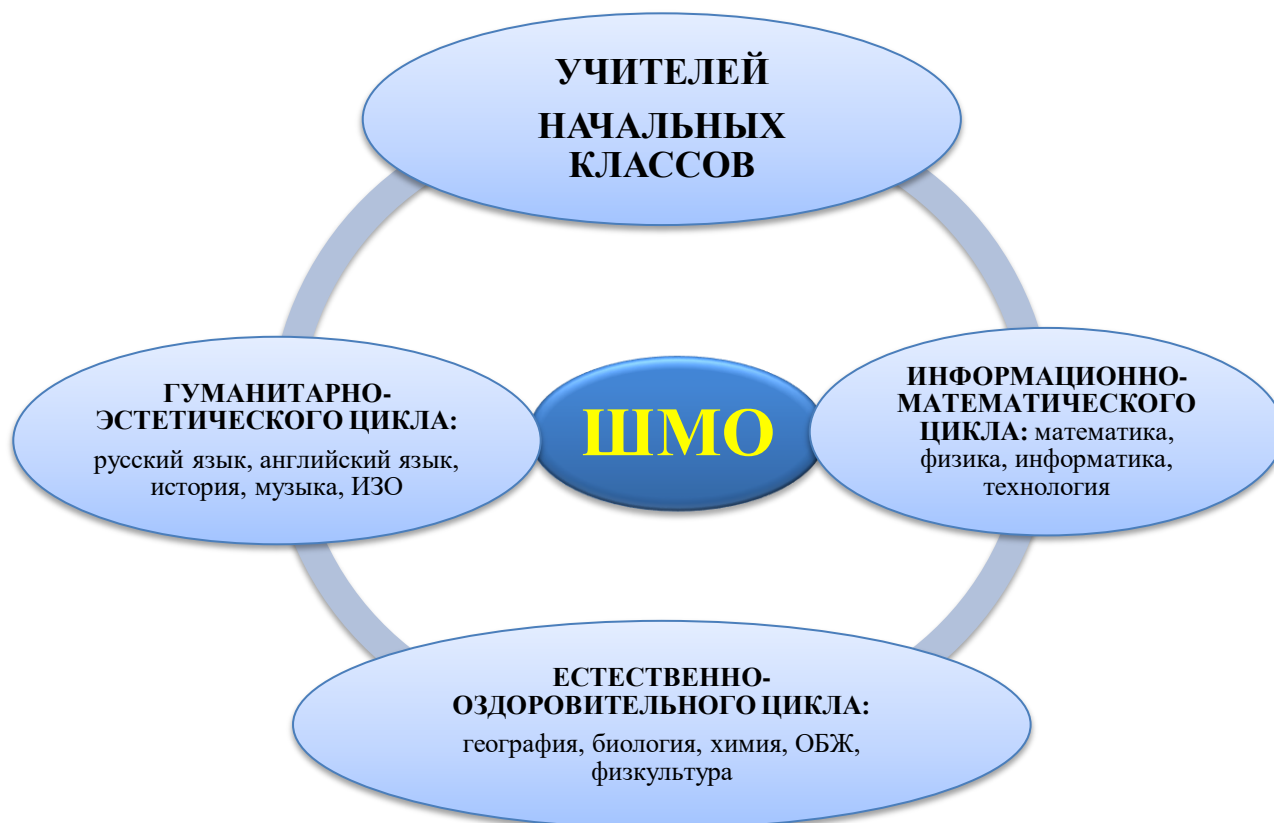 УЧИТЕЛЕЙ
НАЧАЛЬНЫХ
КЛАССОВ
ГУМАНИТАРНО-
ЭСТЕТИЧЕСКОГО ЦИКЛА:
русский язык, английский язык,
история, музыка, ИЗО
ШМО
ИНФОРМАЦИОННО-
МАТЕМАТИЧЕСКОГО
ЦИКЛА: математика,
физика, информатика,
технология
ЕСТЕСТВЕННО-
ОЗДОРОВИТЕЛЬНОГО ЦИКЛА:
география, биология, химия, ОБЖ,
физкультура